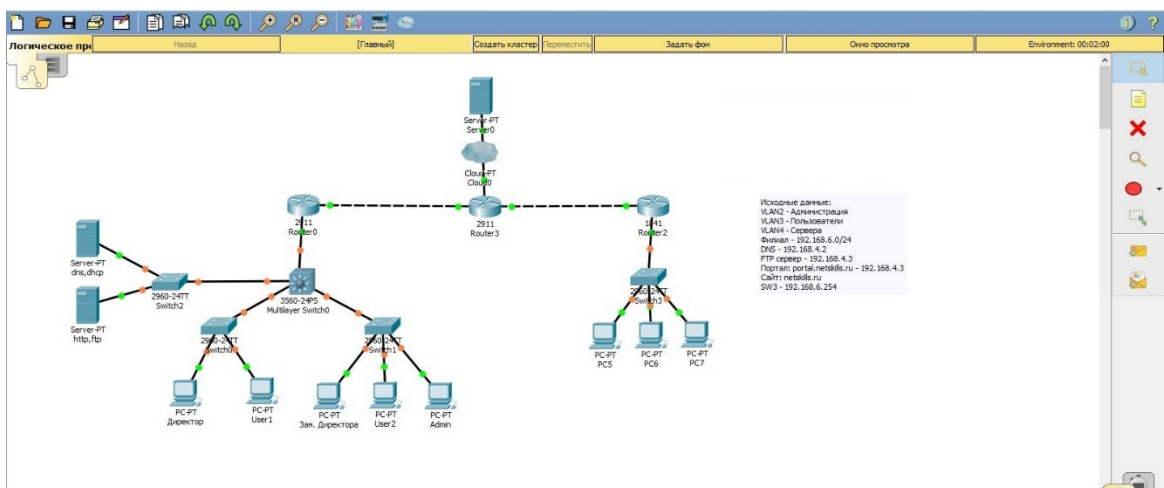 Логическое пр
Назад
[Главный]
Создать кластер
Переместить
Задать фон
Окно просмотра
Environment: 00:02:00
Server-PT
Server0
Cloud-PT
Cloud0
2911
Router0
2911
Router3
1841
Router2
Исходные данные:
VLAN2 - Администрация
VLAN3 - Пользователи
VLAN4 - Сервера
Филиал - 192.168.6.0/24
DNS - 192.168.4.2
FTP сервер - 192.168.4.3
Портал: portal.netskills.ru - 192.168.4.3
Сайт: netskills.ru
SW3 - 192.168.6.254
Server-PT
dns,dhcp
2960-24TT
Switch2
3560-24PS
Multilayer Switch0
2960-24TT
Switch3
Server-PT
http,ftp
2960-24TT
Switch0
2960-24TT
Switch1
PC-PT
PC5
PC-PT
PC6
PC-PT
PC7
PC-PT
Директор
PC-PT
User1
PC-PT
Зан. Директора
PC-PT
User2
PC-PT
Admin